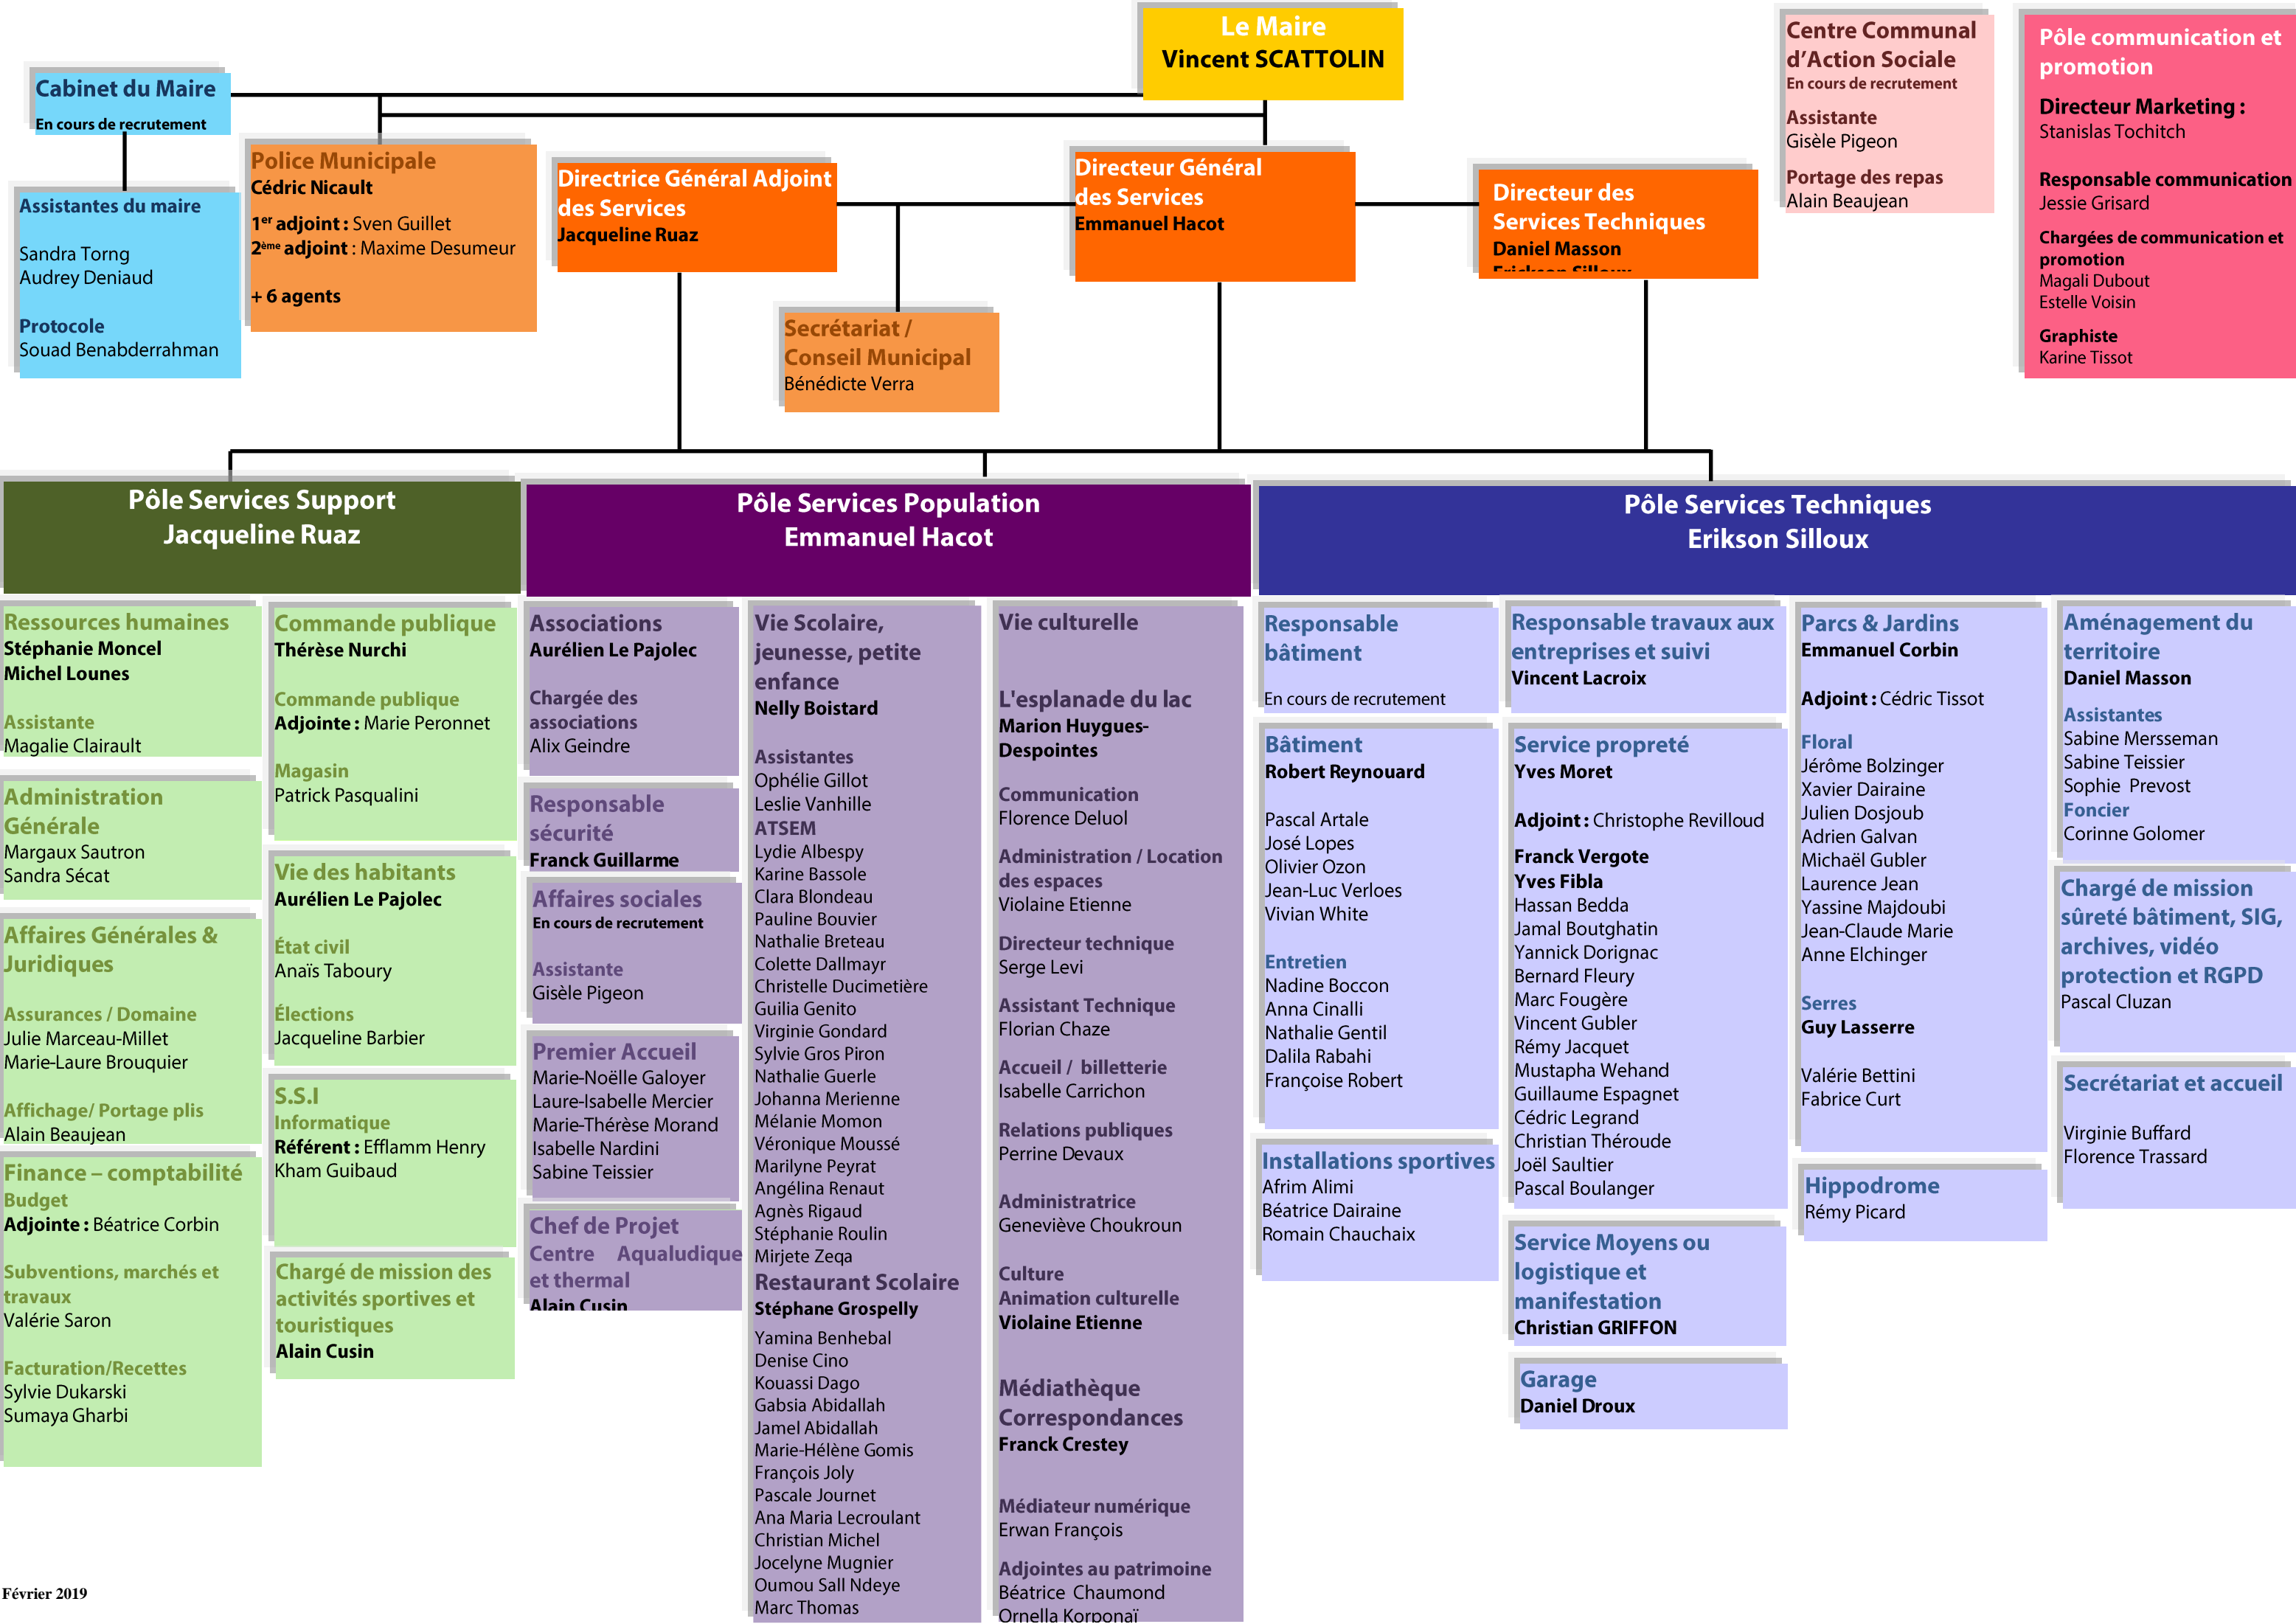 Le Maire
Vincent SCATTOLIN
Cabinet du Maire
En cours de recrutement
Assistantes du maire
Sandra Torng
Audrey Deniaud
Protocole
Souad Benabderrahman
Police Municipale
Cédric Nicault
1er adjoint : Sven Guillet
2ème adjoint : Maxime Desumeur
+ 6 agents
Directrice Général Adjoint
des Services
Jacqueline Ruaz
Secrétariat /
Conseil Municipal
Bénédicte Verra
Directeur Général
des Services
Emmanuel Hacot
Directeur des
Services Techniques
Daniel Masson
Erickson Silloux
Centre Communal
d’Action Sociale
En cours de recrutement
Assistante
Gisèle Pigeon
Portage des repas
Alain Beaujean
Pôle communication et
promotion
Directeur Marketing :
Stanislas Tochitch
Responsable communication
Jessie Grisard
Chargées de communication et
promotion
Magali Dubout
Estelle Voisin
Graphiste
Karine Tissot
Pôle Services Support
Jacqueline Ruaz
Ressources humaines
Stéphanie Moncel
Michel Lounes
Assistante
Magalie Clairault
Administration
Générale
Margaux Sautron
Sandra Sécat
Affaires Générales &
Juridiques
Assurances / Domaine
Julie Marceau-Millet
Marie-Laure Brouquier
Affichage/ Portage plis
Alain Beaujean
Finance – comptabilité
Budget
Adjointe : Béatrice Corbin
Subventions, marchés et
travaux
Valérie Saron
Facturation/Recettes
Sylvie Dukarski
Sumaya Gharbi
Commande publique
Thérèse Nurchi
Commande publique
Adjointe : Marie Peronnet
Magasin
Patrick Pasqualini
Vie des habitants
Aurélien Le Pajolec
État civil
Anaïs Taboury
Élections
Jacqueline Barbier
S.S.I
Informatique
Référent : Efflamm Henry
Kham Guibaud
Chargé de mission des
activités sportives et
touristiques
Alain Cusin
Pôle Services Population
Emmanuel Hacot
Associations
Aurélien Le Pajolec
Chargée des
associations
Alix Geindre
Responsable
sécurité
Franck Guillarme
Affaires sociales
En cours de recrutement
Assistante
Gisèle Pigeon
Premier Accueil
Marie-Noëlle Galoyer
Laure-Isabelle Mercier
Marie-Thérèse Morand
Isabelle Nardini
Sabine Teissier
Chef de Projet
Centre Aqualudique
et thermal
Alain Cusin
Vie Scolaire,
jeunesse, petite
enfance
Nelly Boistard
Assistantes
Ophélie Gillot
Leslie Vanhille
ATSEM
Lydie Albespy
Karine Bassole
Clara Blondeau
Pauline Bouvier
Nathalie Breteau
Colette Dallmayr
Christelle Ducimetière
Guilia Genito
Virginie Gondard
Sylvie Gros Piron
Nathalie Guerle
Johanna Merienne
Mélanie Momon
Véronique Moussé
Marilyne Peyrat
Angélina Renaut
Agnès Rigaud
Stéphanie Roulin
Mirjete Zeqa
Restaurant Scolaire
Stéphane Grospelly
Yamina Benhebal
Denise Cino
Kouassi Dago
Gabsia Abidallah
Jamel Abidallah
Marie-Hélène Gomis
François Joly
Pascale Journet
Ana Maria Lecroulant
Christian Michel
Jocelyne Mugnier
Oumou Sall Ndeye
Marc Thomas
Vie culturelle
L'esplanade du lac
Marion Huygues-
Despointes
Communication
Florence Deluol
Administration / Location
des espaces
Violaine Etienne
Directeur technique
Serge Levi
Assistant Technique
Florian Chaze
Accueil / billetterie
Isabelle Carrichon
Relations publiques
Perrine Devaux
Administratrice
Geneviève Choukroun
Culture
Animation culturelle
Violaine Etienne
Médiathèque
Correspondances
Franck Crestey
Médiateur numérique
Erwan François
Adjointes au patrimoine
Béatrice Chaumond
Ornella Korponaï
Pôle Services Techniques
Erikson Silloux
Responsable
bâtiment
En cours de recrutement
Bâtiment
Robert Reynouard
Pascal Artale
José Lopes
Olivier Ozon
Jean-Luc Verloes
Vivian White
Entretien
Nadine Boccon
Anna Cinalli
Nathalie Gentil
Dalila Rabahi
Françoise Robert
Installations sportives
Afrim Alimi
Béatrice Dairaine
Romain Chauchaix
Responsable travaux aux
entreprises et suivi
Vincent Lacroix
Service propreté
Yves Moret
Adjoint : Christophe Revilloud
Franck Vergote
Yves Fibla
Hassan Bedda
Jamal Boutghatin
Yannick Dorignac
Bernard Fleury
Marc Fougère
Vincent Gubler
Rémy Jacquet
Mustapha Wehand
Guillaume Espagnet
Cédric Legrand
Christian Théroude
Joël Saultier
Pascal Boulanger
Service Moyens ou
logistique et
manifestation
Christian GRIFFON
Garage
Daniel Droux
Parcs & Jardins
Emmanuel Corbin
Adjoint : Cédric Tissot
Floral
Jérôme Bolzinger
Xavier Dairaine
Julien Dosjoub
Adrien Galvan
Michaël Gubler
Laurence Jean
Yassine Majdoubi
Jean-Claude Marie
Anne Elchinger
Serres
Guy Lasserre
Valérie Bettini
Fabrice Curt
Hippodrome
Rémy Picard
Aménagement du
territoire
Daniel Masson
Assistantes
Sabine Mersseman
Sabine Teissier
Sophie Prevost
Foncier
Corinne Golomer
Chargé de mission
sûreté bâtiment, SIG,
archives, vidéo
protection et RGPD
Pascal Cluzan
Secrétariat et accueil
Virginie Buffard
Florence Trassard
Février 2019